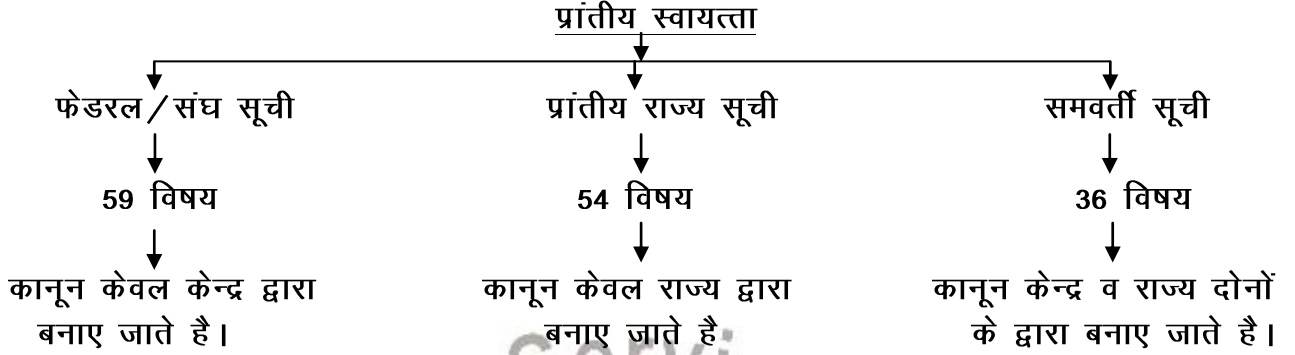 प्रांतीय स्वायत्ता
फेडरल/संघ सूची
प्रांतीय राज्य सूची
समवर्ती सूची
59 विषय
54 विषय
36 विषय
कानून केवल केन्द्र द्वारा
बनाए जाते है।
कानून केवल राज्य द्वारा
बनाए जाते है
कानून केन्द्र व राज्य दोनों
के द्वारा बनाए जाते है।